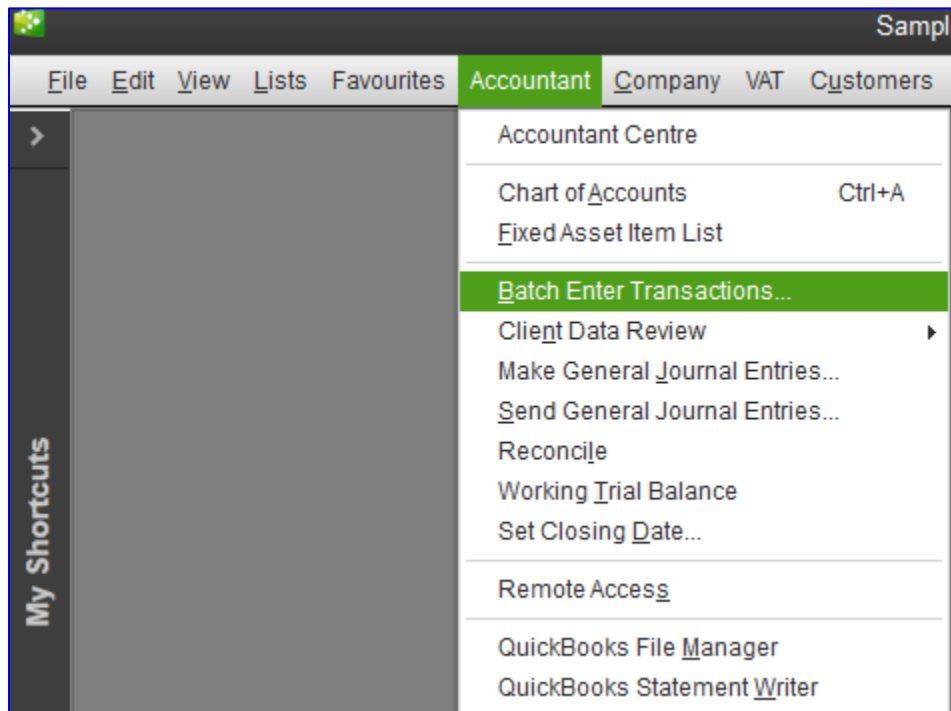 Sampl
File Edit View Lists Favourites Accountant Company VAT Customers
Accountant Centre
Chart of Accounts Ctrl+A
Fixed Asset Item List
Batch Enter Transactions...
Client Data Review
Make General Journal Entries...
Send General Journal Entries...
Reconcile
Working Trial Balance
Set Closing Date...
Remote Access
QuickBooks File Manager
QuickBooks Statement Writer
My Shortcuts